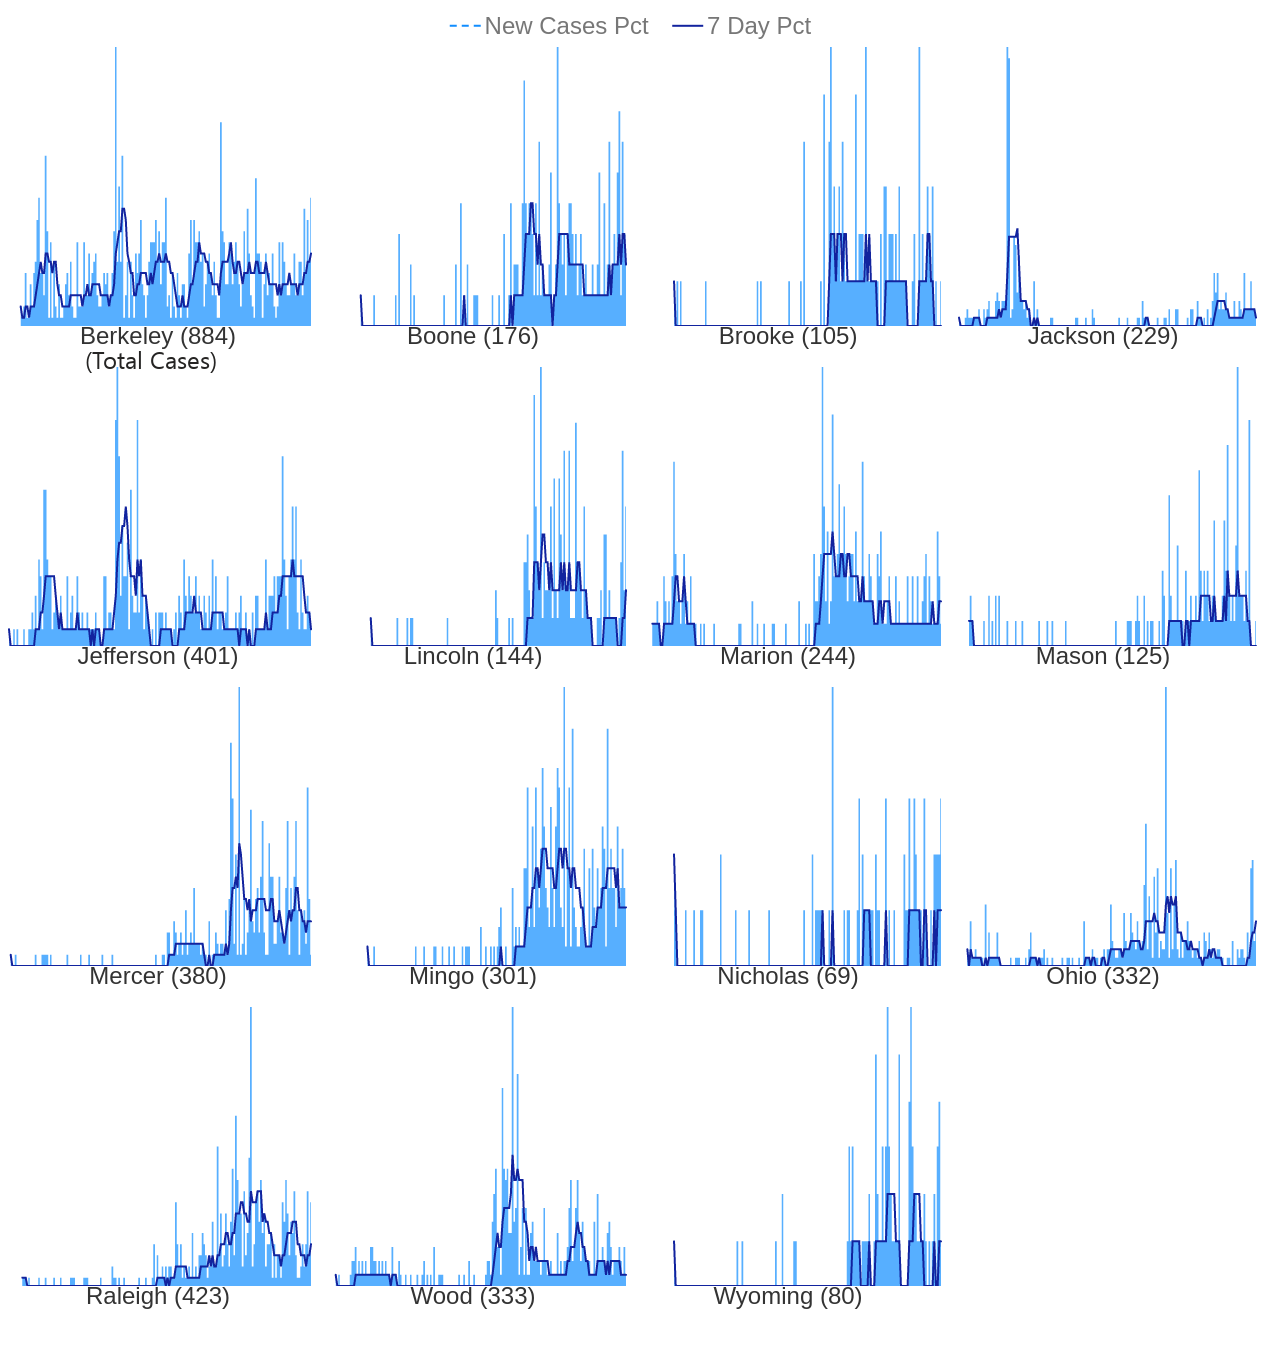 New Cases Pct 7 Day Pct
Berkeley (884) Boone (176) Brooke (105) Jackson (229)
(Total Cases)
Jefferson (401) Lincoln (144) Marion (244) Mason (125)
Mercer (380) Mingo (301) Nicholas (69) Ohio (332)
Raleigh (423) Wood (333) Wyoming (80)